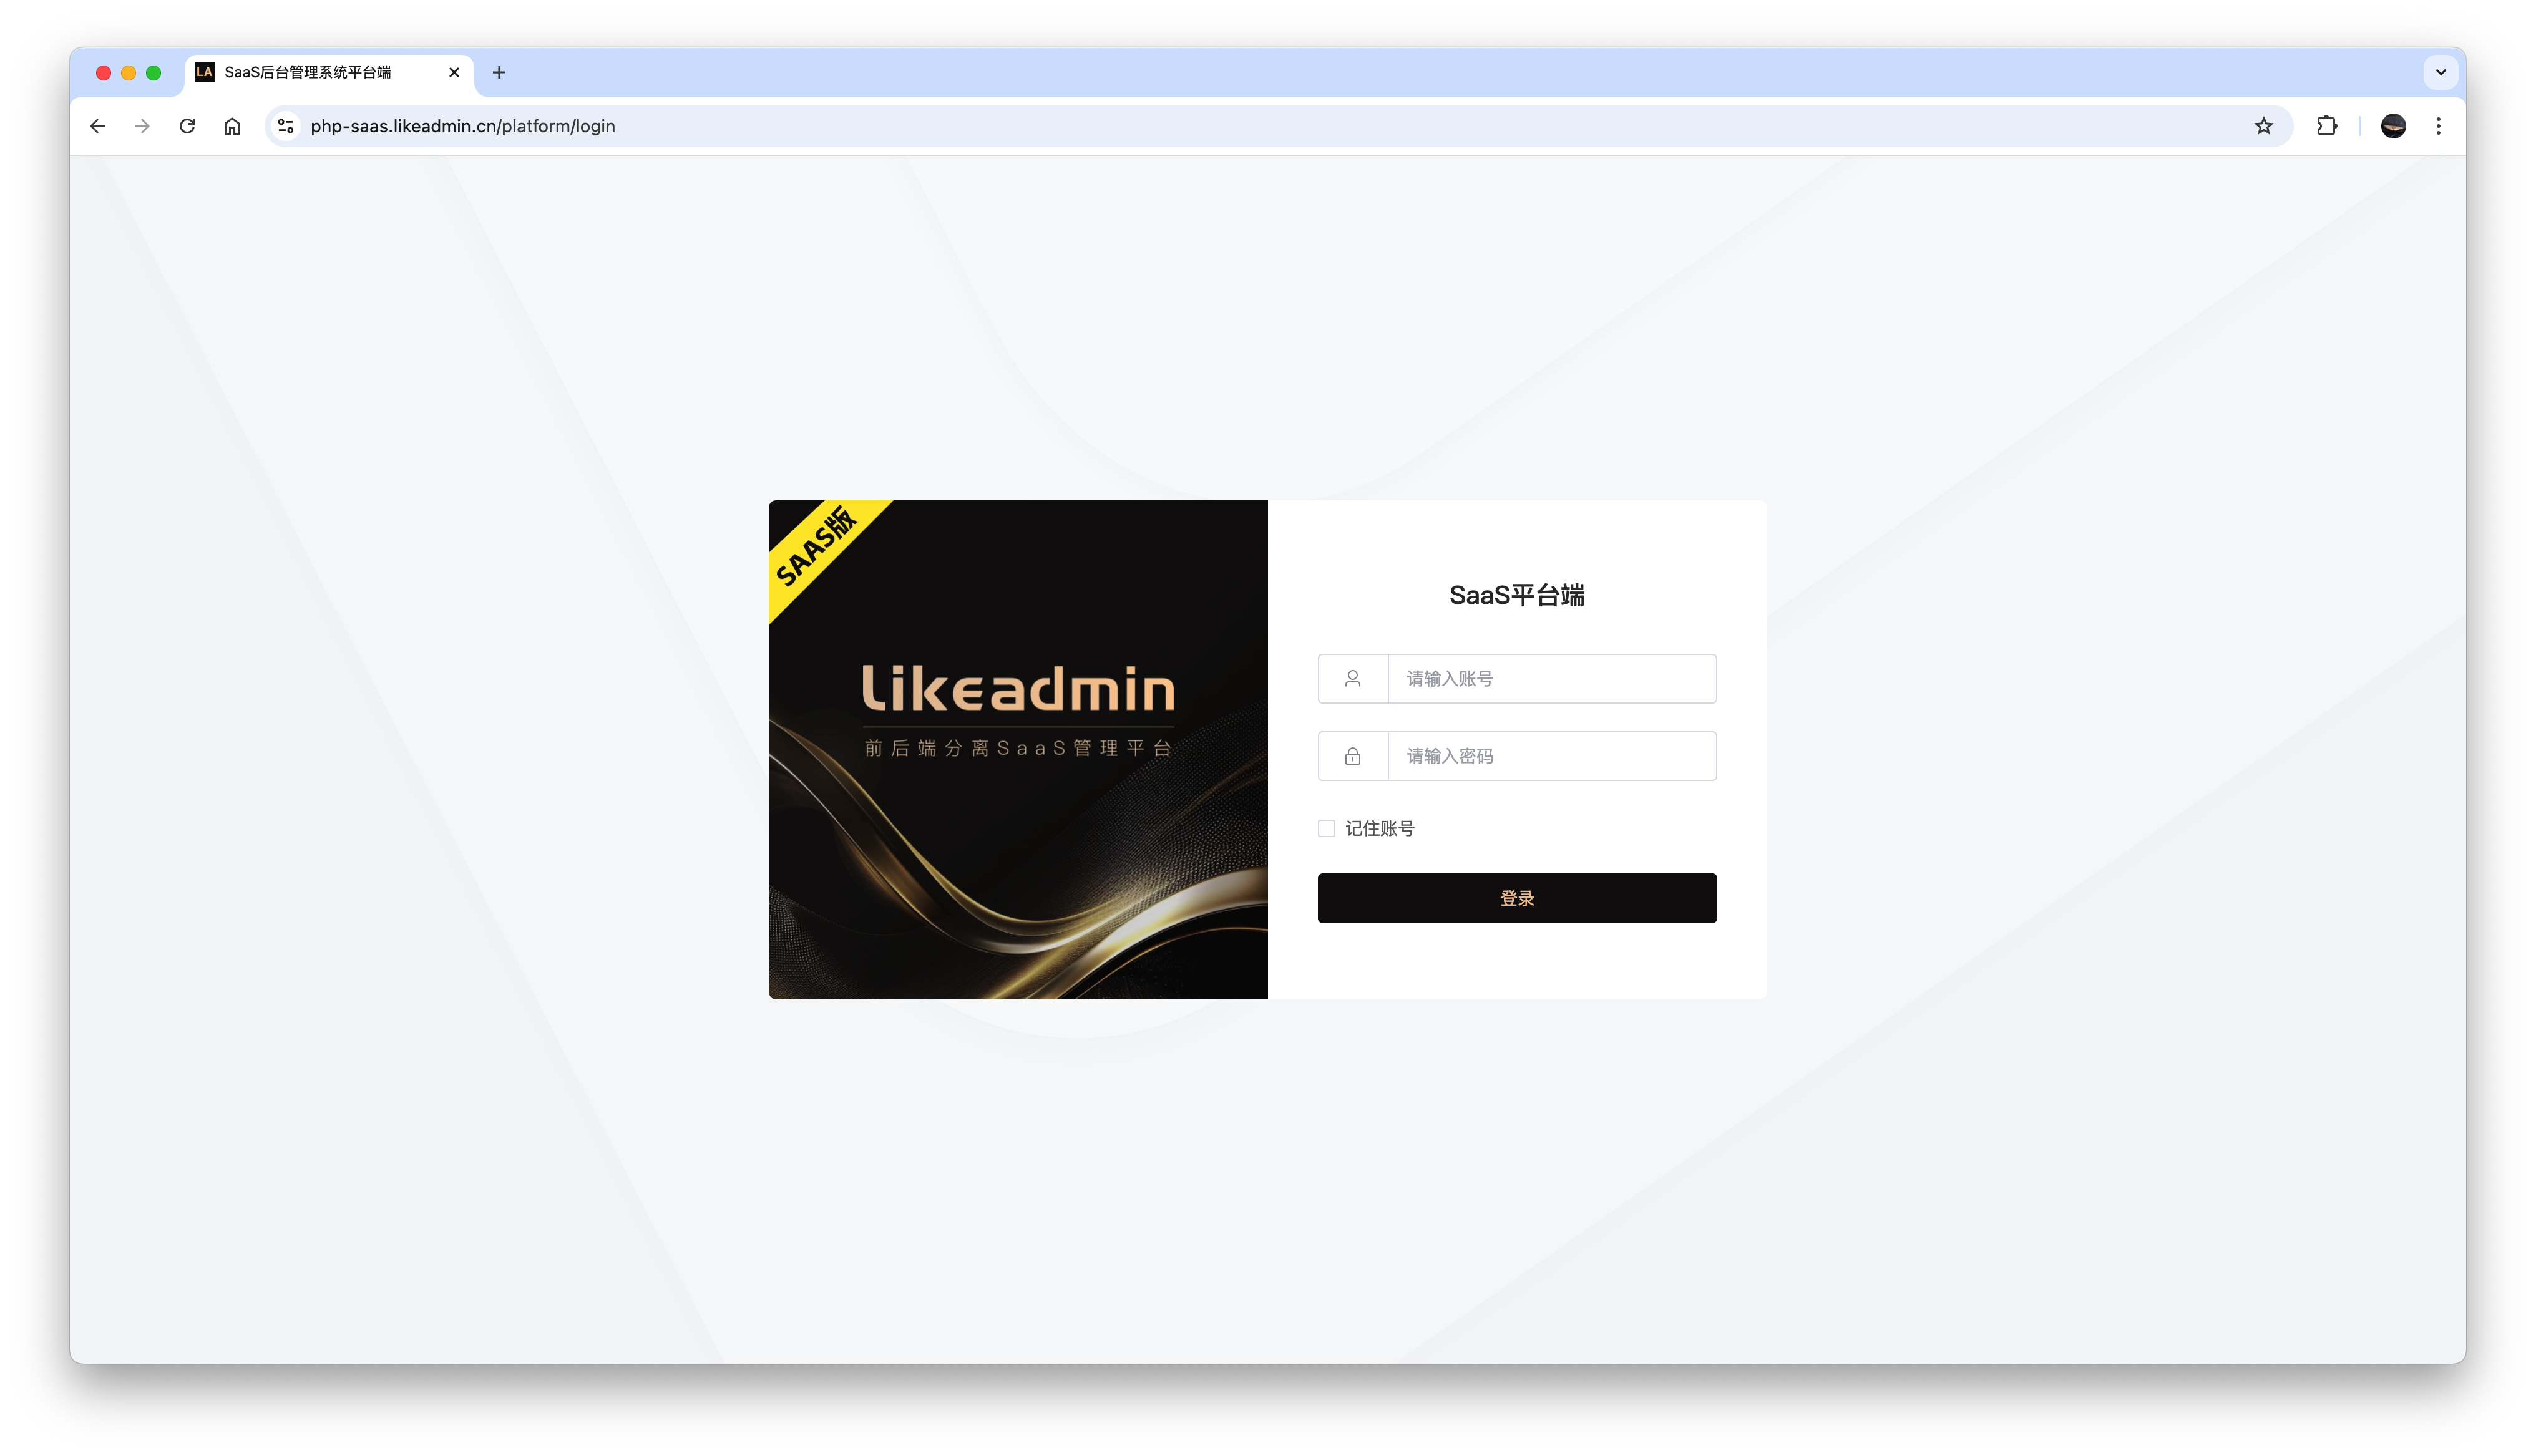 LA SaaS后台管理系统平台端
php-saas.likeadmin.cn/platform/login
SAAS版
likeadmin
前后端分离SaaS管理平台
SaaS平台端
请输入账号
请输入密码
记住账号
登录